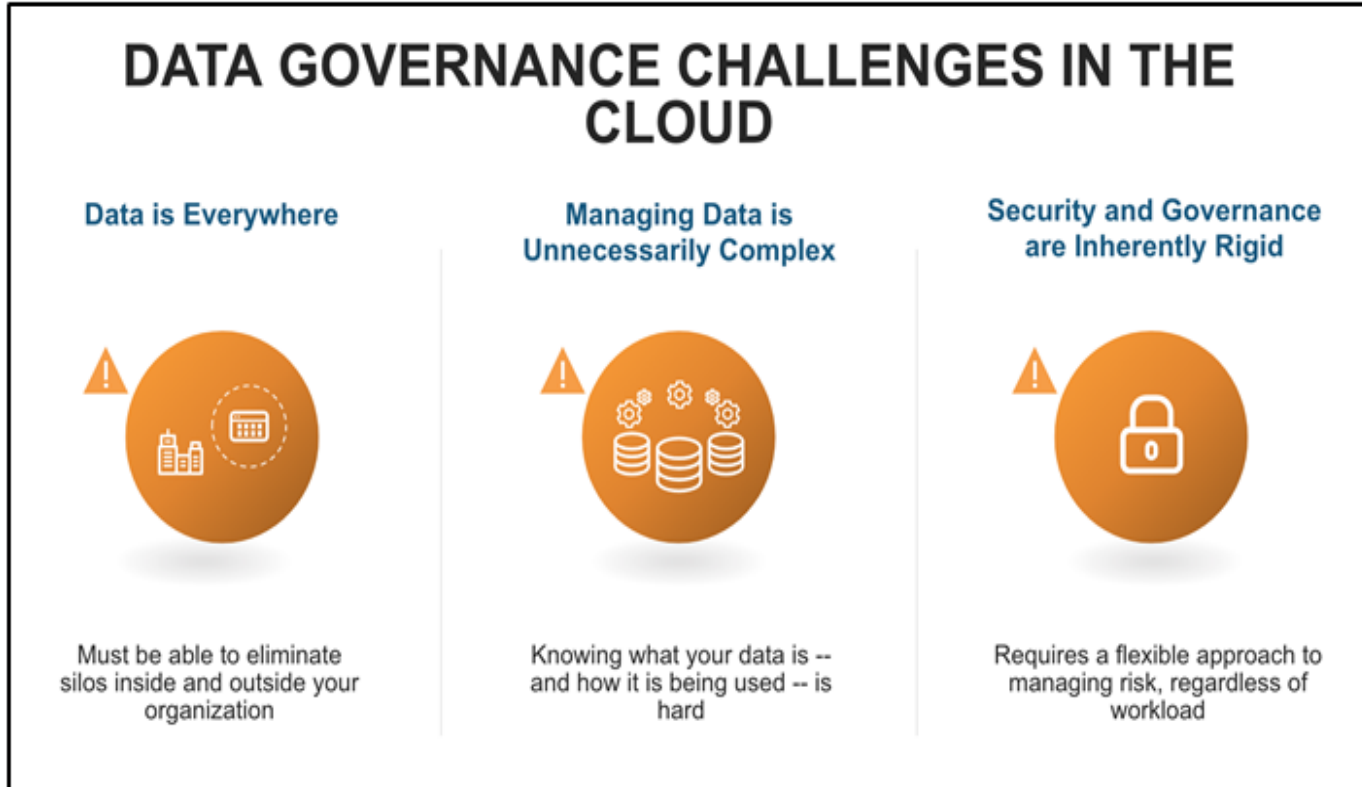 DATA GOVERNANCE CHALLENGES IN THE
CLOUD
Data is Everywhere
Must be able to eliminate
silos inside and outside your
organization
Managing Data is
Unnecessarily Complex
Knowing what your data is --
and how it is being used -- is
hard
Security and Governance
are Inherently Rigid
Requires a flexible approach to
managing risk, regardless of
workload